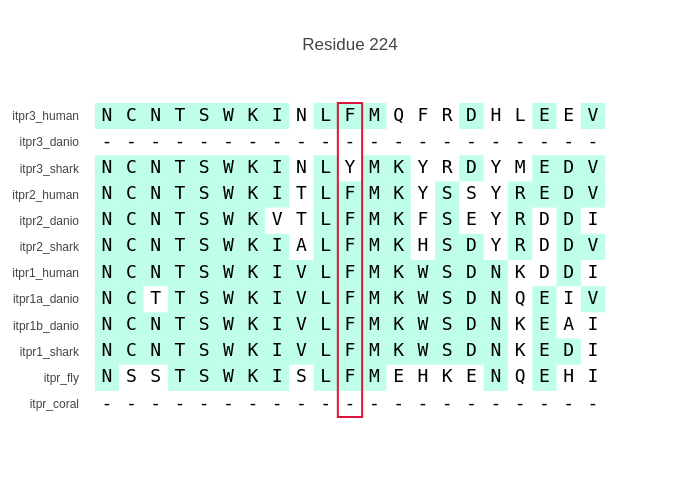 Residue 224
itpr3_human N C N T S W K I N L F M Q F R D H L E E V
itpr3_danio - - - - - - - - - - - - - - - - - - - - -
itpr3_shark N C N T S W K I N L Y M K Y R D Y M E D V
itpr2_human N C N T S W K I T L F M K Y S S Y R E D V
itpr2_danio N C N T S W K V T L F M K F S E Y R D D I
itpr2_shark N C N T S W K I A L F M K H S D Y R D D V
itpr1_human N C N T S W K I V L F M K W S D N K D D I
itpr1a_danio N C T T S W K I V L F M K W S D N Q E I V
itpr1b_danio N C N T S W K I V L F M K W S D N K E A I
itpr1_shark N C N T S W K I V L F M K W S D N K E D I
itpr_fly N S S T S W K I S L F M E H K E N Q E H I
itpr_coral - - - - - - - - - - - - - - - - - - - - -